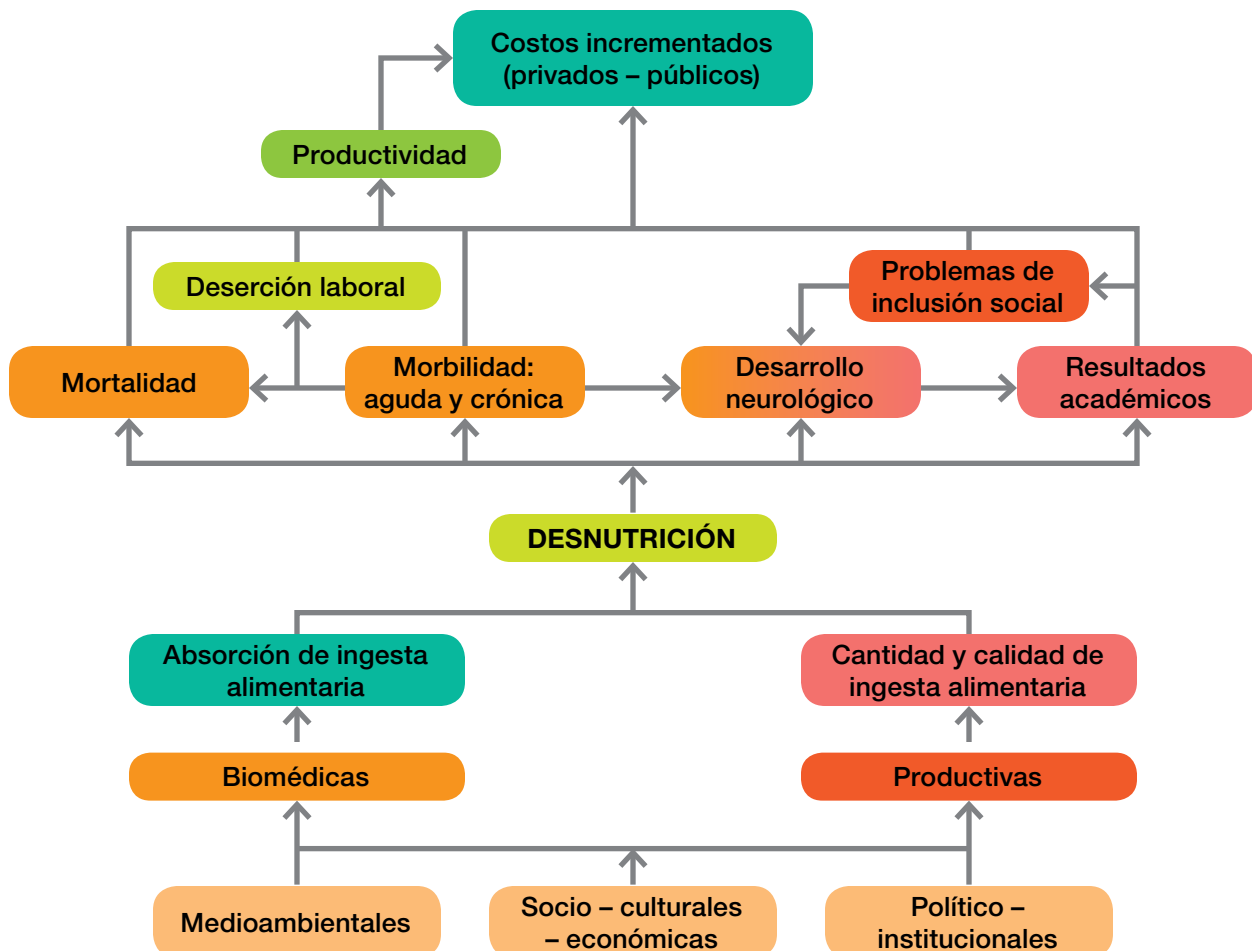 Costos incrementados
(privados – públicos)
Productividad
Deserción laboral
Problemas de
inclusión social
Mortalidad
Morbilidad:
aguda y crónica
Desarrollo
neurológico
Resultados
académicos
DESNUTRICIÓN
Absorción de ingesta
alimentaria
Cantidad y calidad de
ingesta alimentaria
Biomédicas
Productivas
Medioambientales
Socio – culturales
– económicas
Político –
institucionales